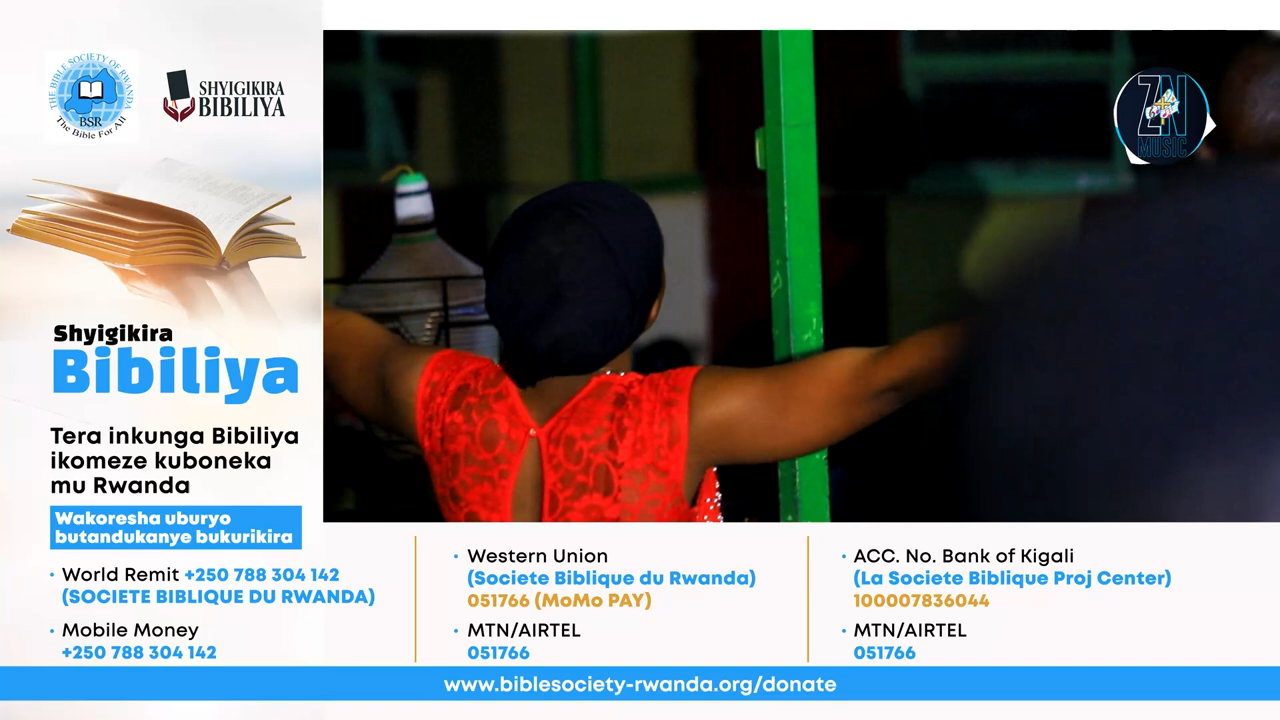 THE BIBLE SOCIETY OF RWANDA
BSR
The Bible For All
SHYIGIKIRA
BIBILIYA
ZN
MUSIC
Shyigikira
Bibiliya
Tera inkunga Bibiliya
ikomeze kuboneka
mu Rwanda
Wakoresha uburyo
butandukanye bukurikira
• World Remit +250 788 304 142
(SOCIETE BIBLIQUE DU RWANDA)
• Mobile Money
+250 788 304 142
• Western Union
(Societe Biblique du Rwanda)
051766 (MoMo PAY)
• MTN/AIRTEL
051766
• ACC. No. Bank of Kigali
(La Societe Biblique Proj Center)
100007836044
• MTN/AIRTEL
051766
www.biblesociety-rwanda.org/donate